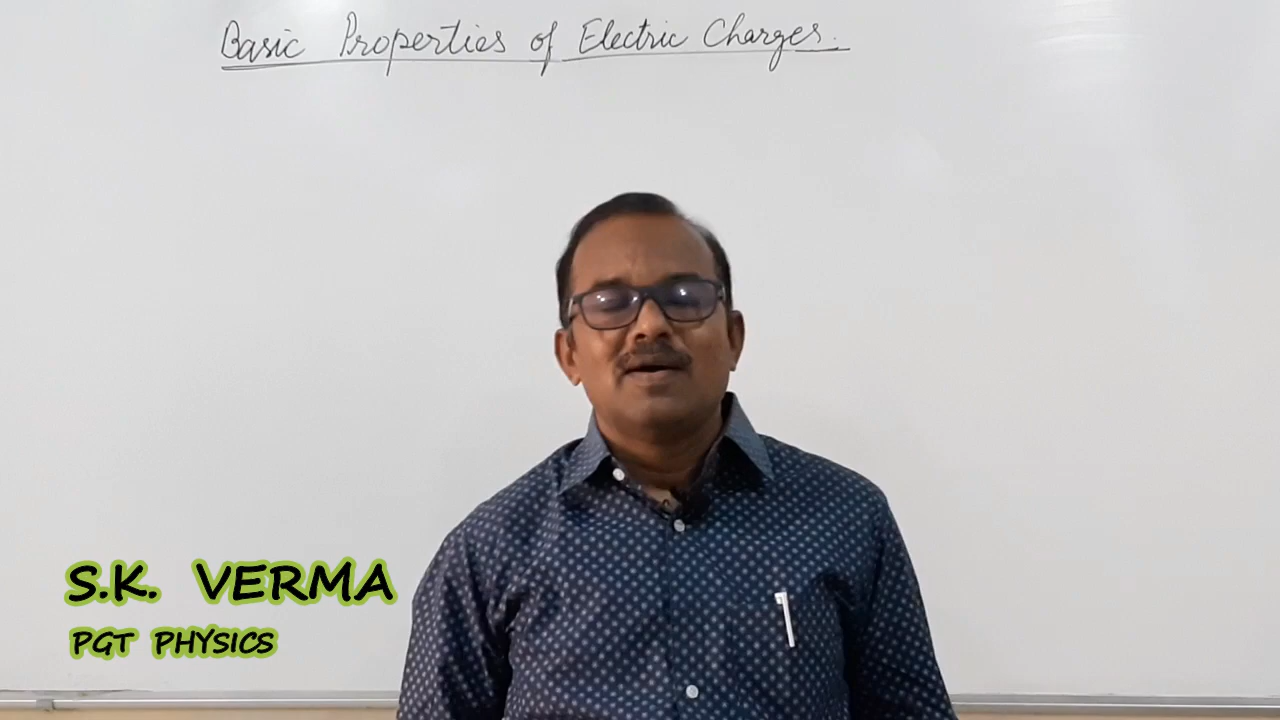 Basic Properties of Electric Charges.
S.K. VERMA
PGT PHYSICS